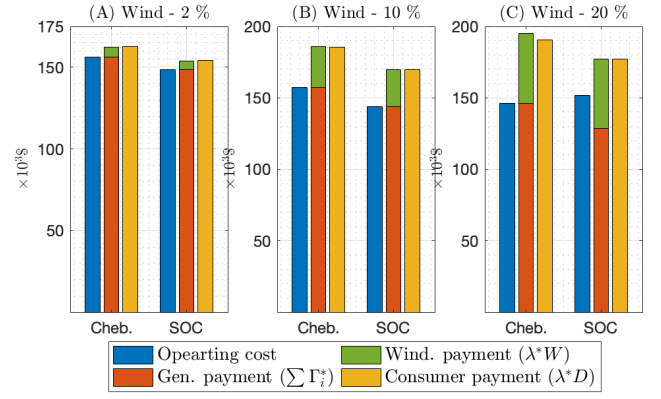 (A) Wind - 2 %
(B) Wind - 10 %
(C) Wind - 20 %
175
150
100
50
×10³$
Cheb.
SOC
200
150
100
50
×10³$
Cheb.
SOC
200
150
100
50
×10³$
Cheb.
SOC
Opearting cost
Wind. payment (λ*W)
Gen. payment (∑ Γᵢ*)
Consumer payment (λ*D)